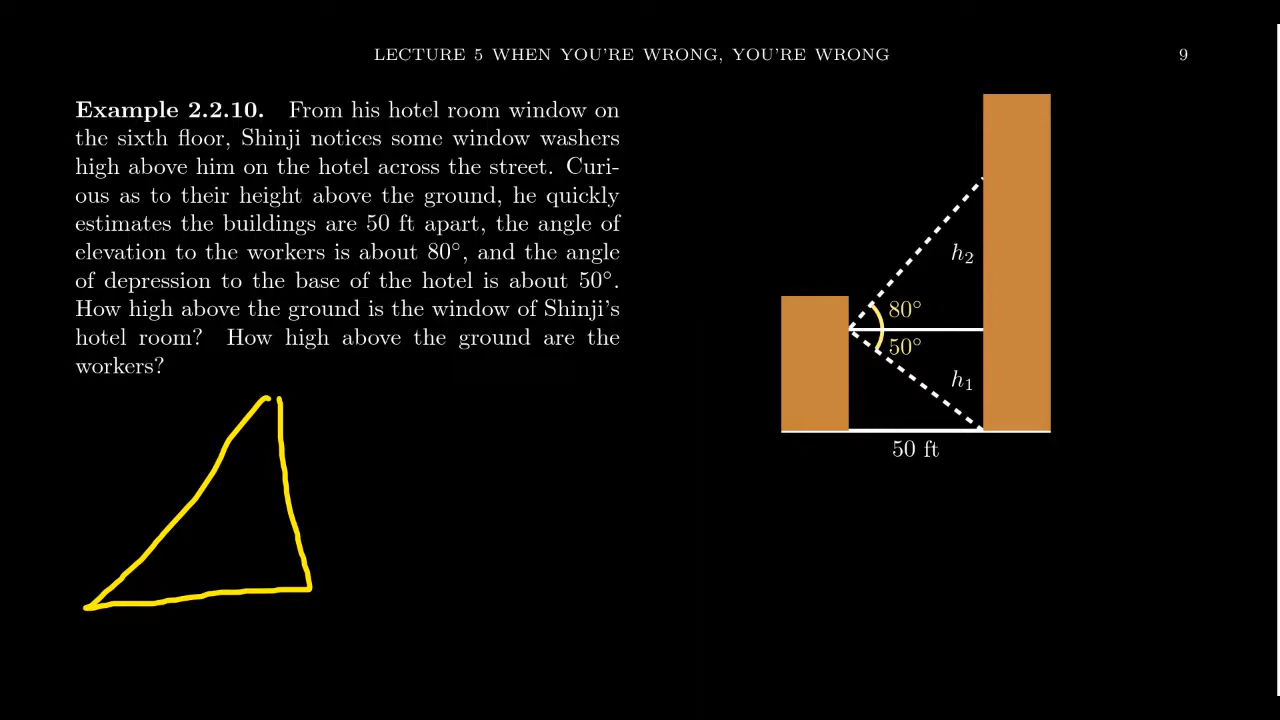 LECTURE 5 WHEN YOU'RE WRONG, YOU'RE WRONG 9
Example 2.2.10. From his hotel room window on
the sixth floor, Shinji notices some window washers
high above him on the hotel across the street. Curi-
ous as to their height above the ground, he quickly
estimates the buildings are 50 ft apart, the angle of
elevation to the workers is about 80°, and the angle
of depression to the base of the hotel is about 50°.
How high above the ground is the window of Shinji's
hotel room? How high above the ground are the
workers?
h₂
80°
50°
h₁
50 ft